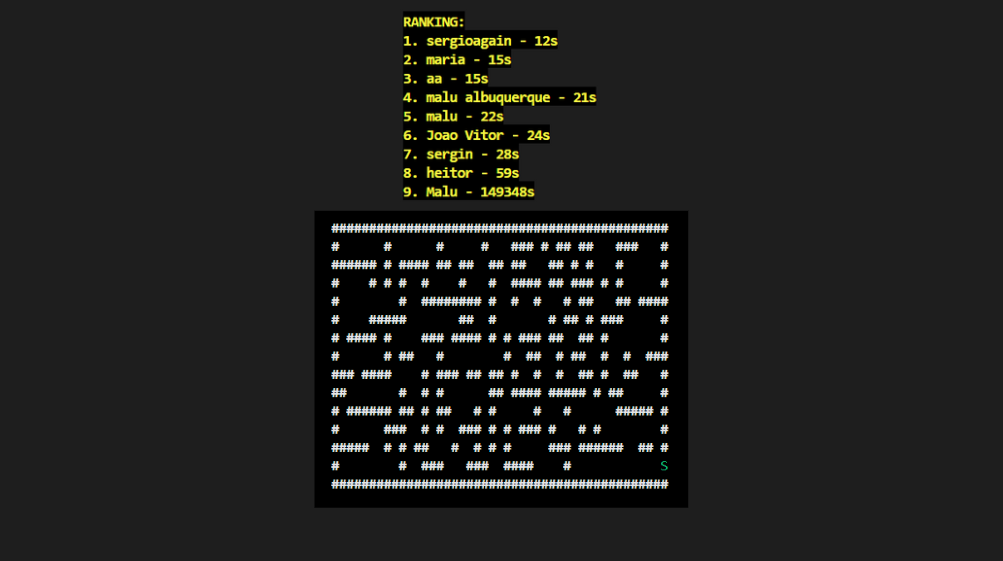 RANKING:
1. sergioagain - 12s
2. maria - 15s
3. aa - 15s
4. malu albuquerque - 21s
5. malu - 22s
6. Joao Vitor - 24s
7. sergin - 28s
8. heitor - 59s
9. Malu - 149348s
#############################################
#      #      #     #   ### # ## ##   ###   #
###### # #### ## ##  ## ##   ## # #   #     #
#    # # #  #    #   #  #### ## ### # #     #
#        #  ######## #  #  #   # ##   ## ####
#    #####       ##  #       # ## # ###     #
# #### #    ### #### # # ### ##  ## #       #
#      # ##   #        #  ##  # ##  #  #  ###
### ####    # ### ## ## #  #  #  ## #  ##   #
##       #  # #      ## #### ##### # ##     #
# ###### ## # ##   # #     #   #      ##### #
#      ###  # #  ### # # ### #   # #        #
#####  # # ##   #  # # #     ### ######  ## #
#        #  ###   ###  ####    #            S
#############################################